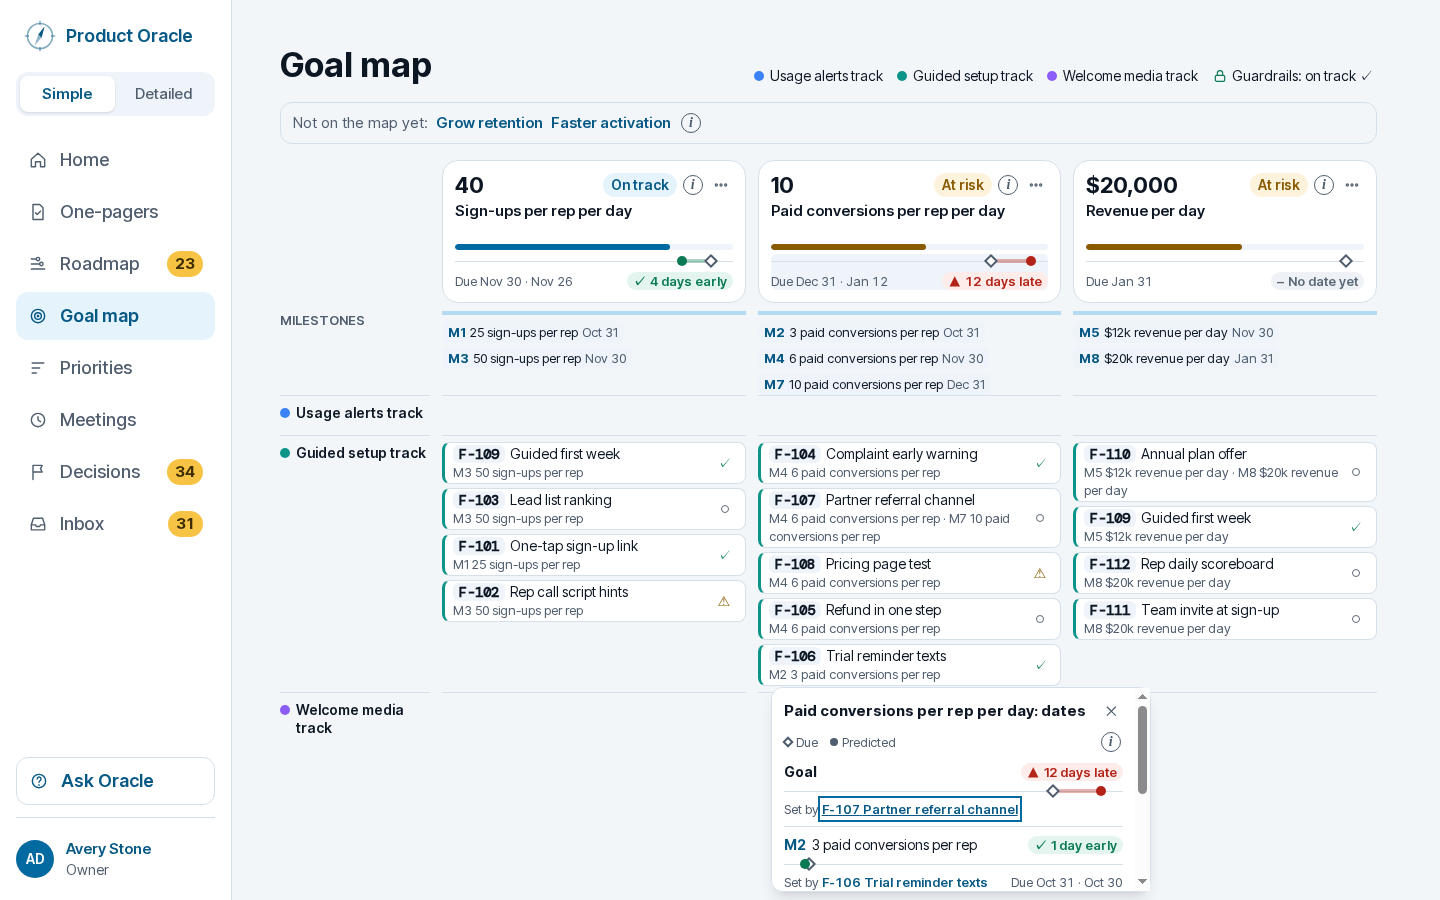 Product Oracle
Simple Detailed
Home
One-pagers
Roadmap 23
Goal map
Priorities
Meetings
Decisions 34
Inbox 31
Ask Oracle
AD Avery Stone
Owner
Goal map
Usage alerts track Guided setup track Welcome media track Guardrails: on track ✓
Not on the map yet: Grow retention Faster activation i
40 On track i ···
Sign-ups per rep per day
Due Nov 30 · Nov 26 ✓ 4 days early
10 At risk i ···
Paid conversions per rep per day
Due Dec 31 · Jan 12 ▲ 12 days late
$20,000 At risk i ···
Revenue per day
Due Jan 31 – No date yet
MILESTONES
M1 25 sign-ups per rep Oct 31
M3 50 sign-ups per rep Nov 30
M2 3 paid conversions per rep Oct 31
M4 6 paid conversions per rep Nov 30
M7 10 paid conversions per rep Dec 31
M5 $12k revenue per day Nov 30
M8 $20k revenue per day Jan 31
Usage alerts track
Guided setup track
F-109 Guided first week ✓
M3 50 sign-ups per rep
F-103 Lead list ranking
M3 50 sign-ups per rep
F-101 One-tap sign-up link ✓
M1 25 sign-ups per rep
F-102 Rep call script hints ⚠
M3 50 sign-ups per rep
F-104 Complaint early warning ✓
M4 6 paid conversions per rep
F-107 Partner referral channel
M4 6 paid conversions per rep · M7 10 paid
conversions per rep
F-108 Pricing page test ⚠
M4 6 paid conversions per rep
F-105 Refund in one step
M4 6 paid conversions per rep
F-106 Trial reminder texts ✓
M2 3 paid conversions per rep
F-110 Annual plan offer
M5 $12k revenue per day · M8 $20k revenue
per day
F-109 Guided first week ✓
M5 $12k revenue per day
F-112 Rep daily scoreboard
M8 $20k revenue per day
F-111 Team invite at sign-up
M8 $20k revenue per day
Welcome media
track
Paid conversions per rep per day: dates
Due Predicted i
Goal ▲ 12 days late
Set by F-107 Partner referral channel
M2 3 paid conversions per rep ✓ 1 day early
Set by F-106 Trial reminder texts Due Oct 31 · Oct 30